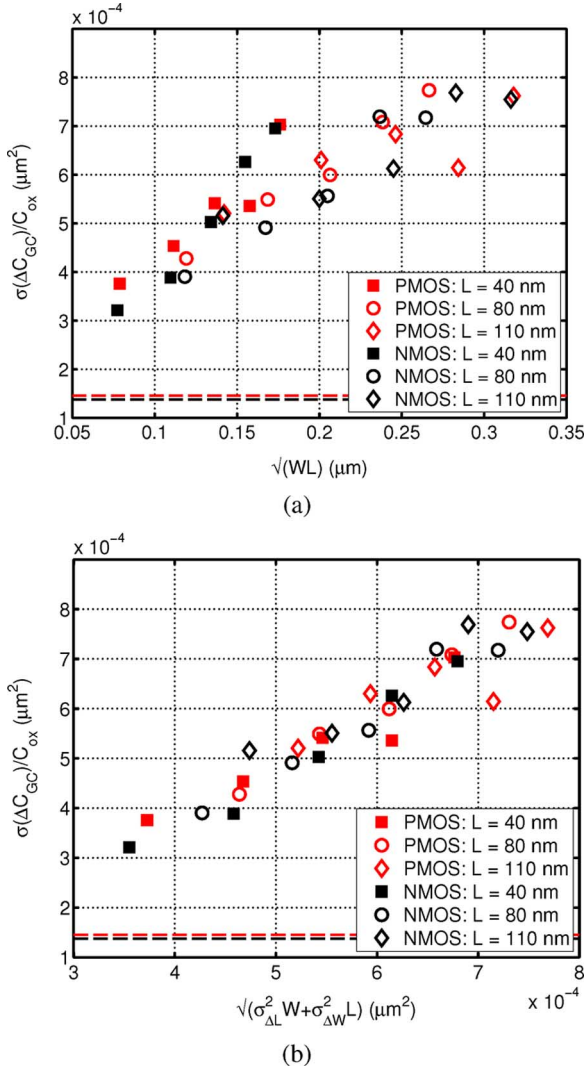 x 10⁻⁴
8
7
6
5
4
3
2
1
σ(ΔC_GC)/C_ox (μm²)
PMOS: L = 40 nm
PMOS: L = 80 nm
PMOS: L = 110 nm
NMOS: L = 40 nm
NMOS: L = 80 nm
NMOS: L = 110 nm
0.05 0.1 0.15 0.2 0.25 0.3 0.35
√(WL) (μm)
(a)
x 10⁻⁴
8
7
6
5
4
3
2
1
σ(ΔC_GC)/C_ox (μm²)
PMOS: L = 40 nm
PMOS: L = 80 nm
PMOS: L = 110 nm
NMOS: L = 40 nm
NMOS: L = 80 nm
NMOS: L = 110 nm
3 4 5 6 7 8
√(σ²_ΔL W+σ²_ΔW L) (μm²)
x 10⁻⁴
(b)